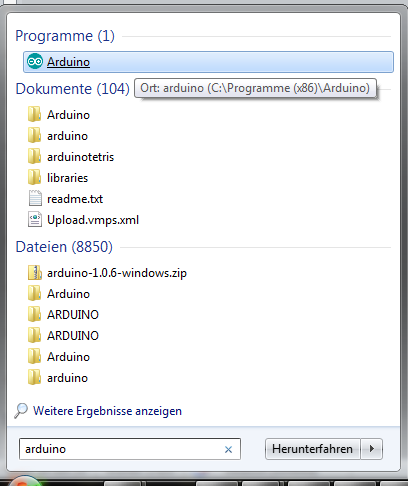 Programme (1)
Arduino
Dokumente (104)
Ort: arduino (C:\Programme (x86)\Arduino)
Arduino
arduino
arduinotetris
libraries
readme.txt
Upload.vmps.xml
Dateien (8850)
arduino-1.0.6-windows.zip
Arduino
ARDUINO
ARDUINO
Arduino
arduino
Weitere Ergebnisse anzeigen
arduino
Herunterfahren